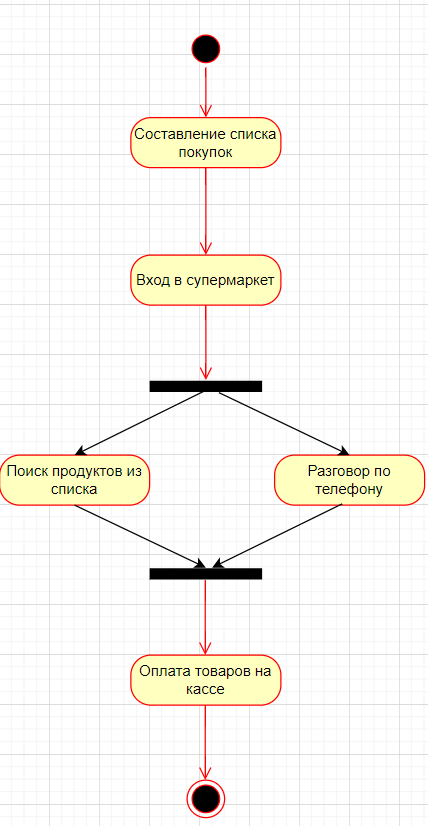 Составление списка
покупок
Вход в супермаркет
Поиск продуктов из
списка
Разговор по
телефону
Оплата товаров на
кассе